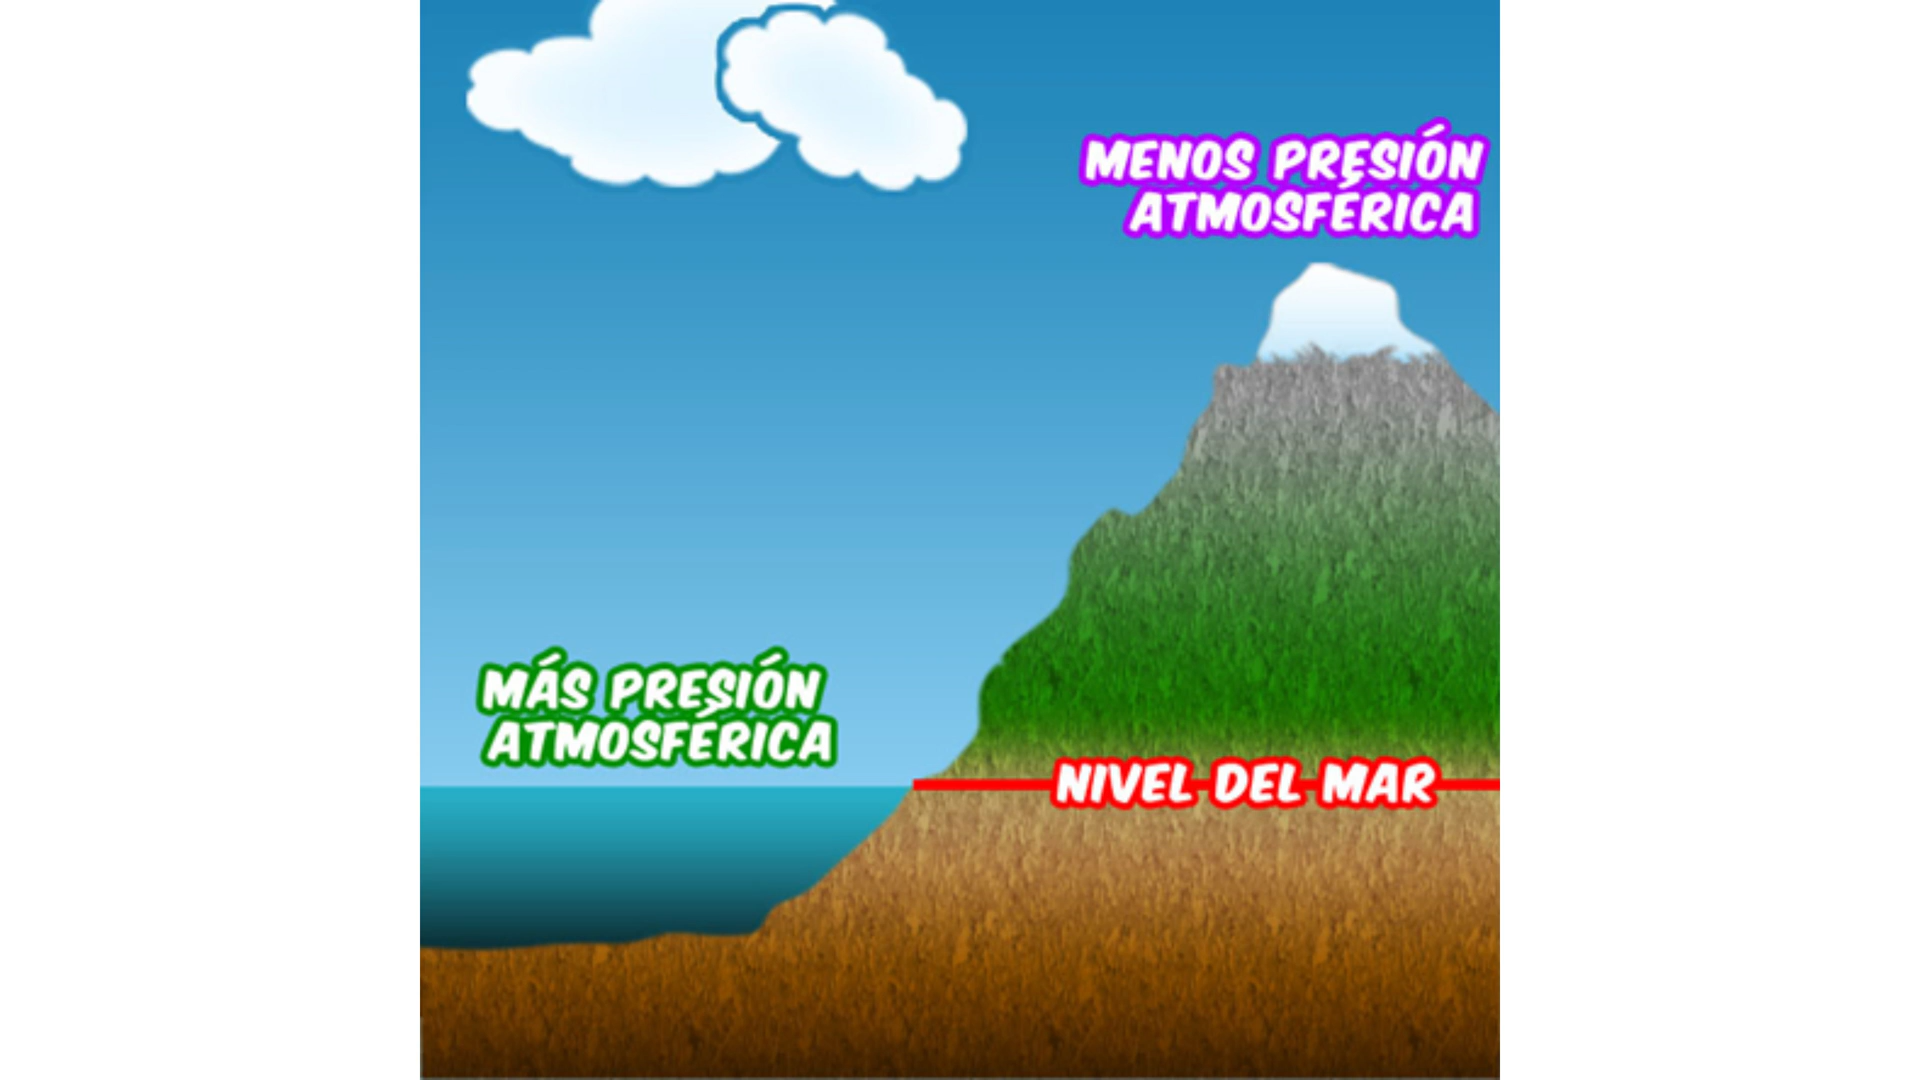 MENOS PRESIÓN
ATMOSFÉRICA
MÁS PRESIÓN
ATMOSFÉRICA
NIVEL DEL MAR